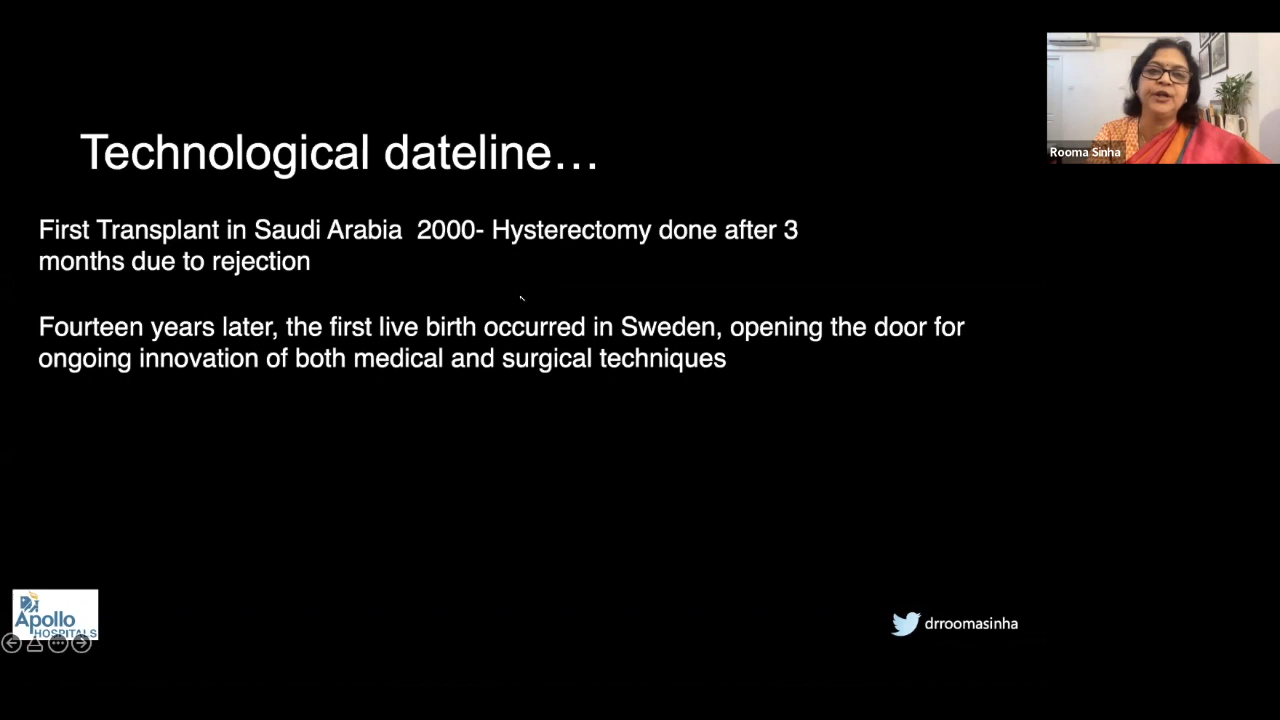 Technological dateline...
First Transplant in Saudi Arabia  2000- Hysterectomy done after 3
months due to rejection
Fourteen years later, the first live birth occurred in Sweden, opening the door for
ongoing innovation of both medical and surgical techniques
Rooma Sinha
Apollo
HOSPITALS
drroomasinha